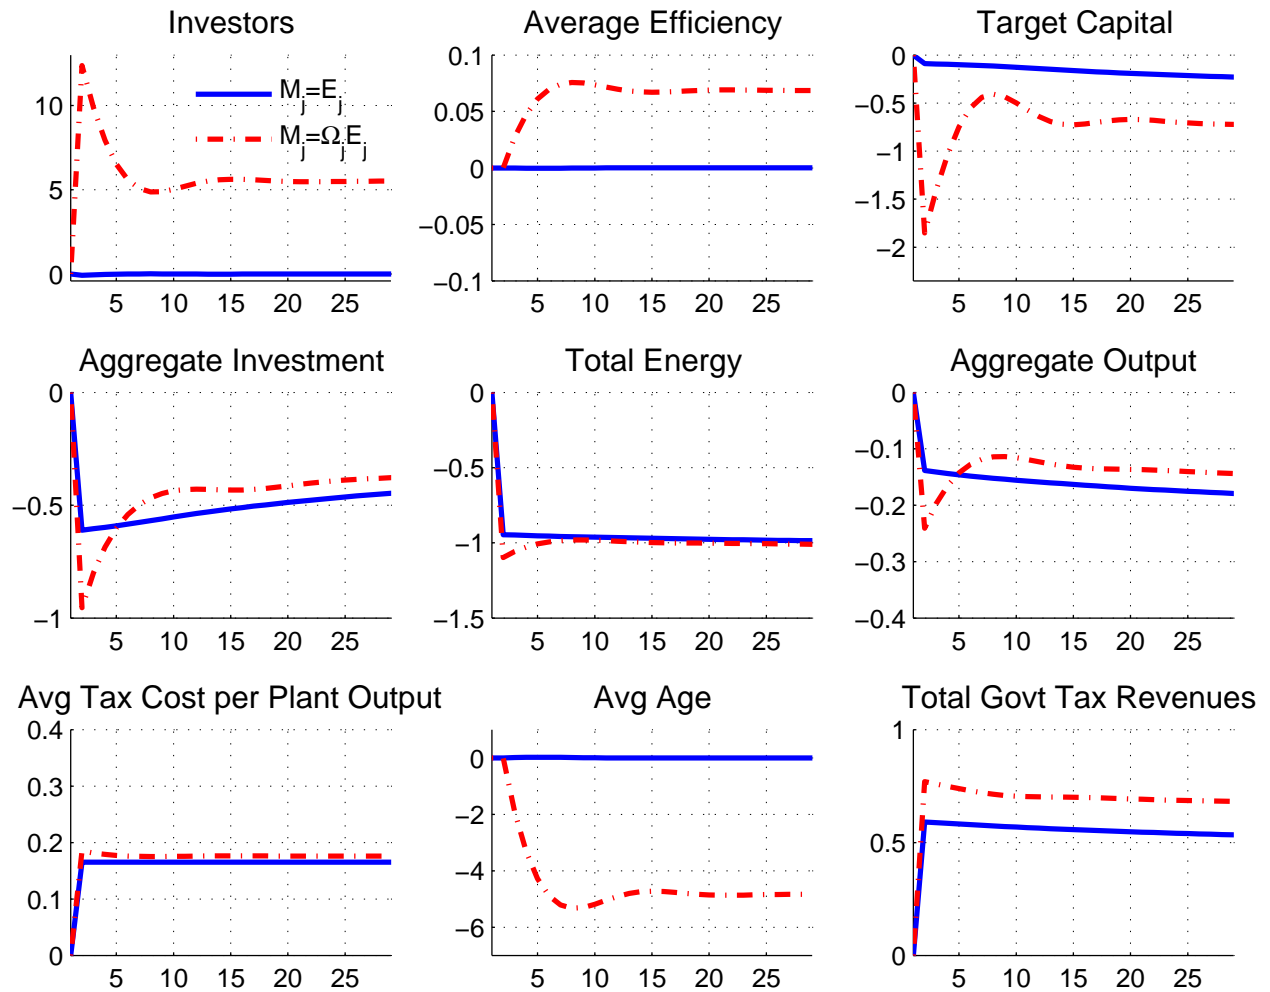 Investors
10
5
0
5 10 15 20 25
M_j=E_j
M_j=Ω_jE_j
Average Efficiency
0.1
0.05
0
−0.05
−0.1
5 10 15 20 25
Target Capital
0
−0.5
−1
−1.5
−2
5 10 15 20 25
Aggregate Investment
0
−0.5
−1
5 10 15 20 25
Total Energy
0
−0.5
−1
−1.5
5 10 15 20 25
Aggregate Output
0
−0.1
−0.2
−0.3
−0.4
5 10 15 20 25
Avg Tax Cost per Plant Output
0.4
0.3
0.2
0.1
0
5 10 15 20 25
Avg Age
0
−2
−4
−6
5 10 15 20 25
Total Govt Tax Revenues
1
0.5
0
5 10 15 20 25